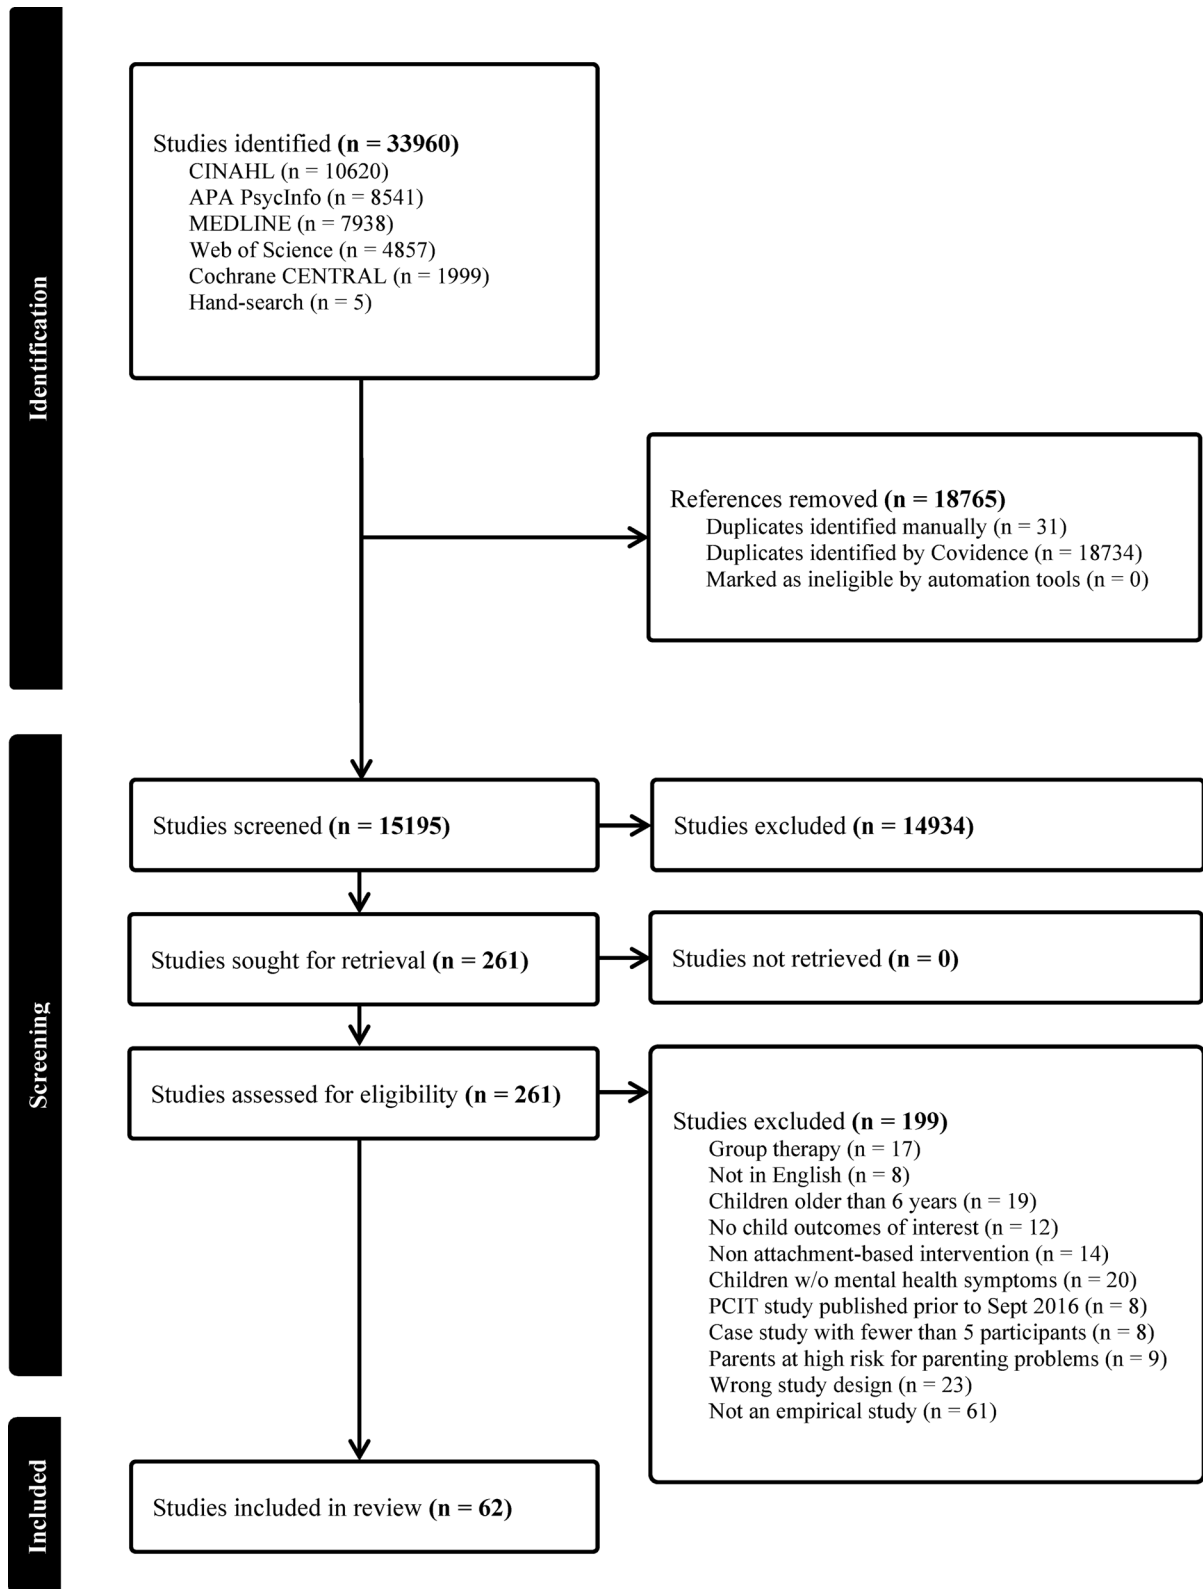 Identification
Studies identified (n = 33960)
CINAHL (n = 10620)
APA PsycInfo (n = 8541)
MEDLINE (n = 7938)
Web of Science (n = 4857)
Cochrane CENTRAL (n = 1999)
Hand-search (n = 5)
References removed (n = 18765)
Duplicates identified manually (n = 31)
Duplicates identified by Covidence (n = 18734)
Marked as ineligible by automation tools (n = 0)
Screening
Studies screened (n = 15195)
Studies excluded (n = 14934)
Studies sought for retrieval (n = 261)
Studies not retrieved (n = 0)
Studies assessed for eligibility (n = 261)
Studies excluded (n = 199)
Group therapy (n = 17)
Not in English (n = 8)
Children older than 6 years (n = 19)
No child outcomes of interest (n = 12)
Non attachment-based intervention (n = 14)
Children w/o mental health symptoms (n = 20)
PCIT study published prior to Sept 2016 (n = 8)
Case study with fewer than 5 participants (n = 8)
Parents at high risk for parenting problems (n = 9)
Wrong study design (n = 23)
Not an empirical study (n = 61)
Included
Studies included in review (n = 62)